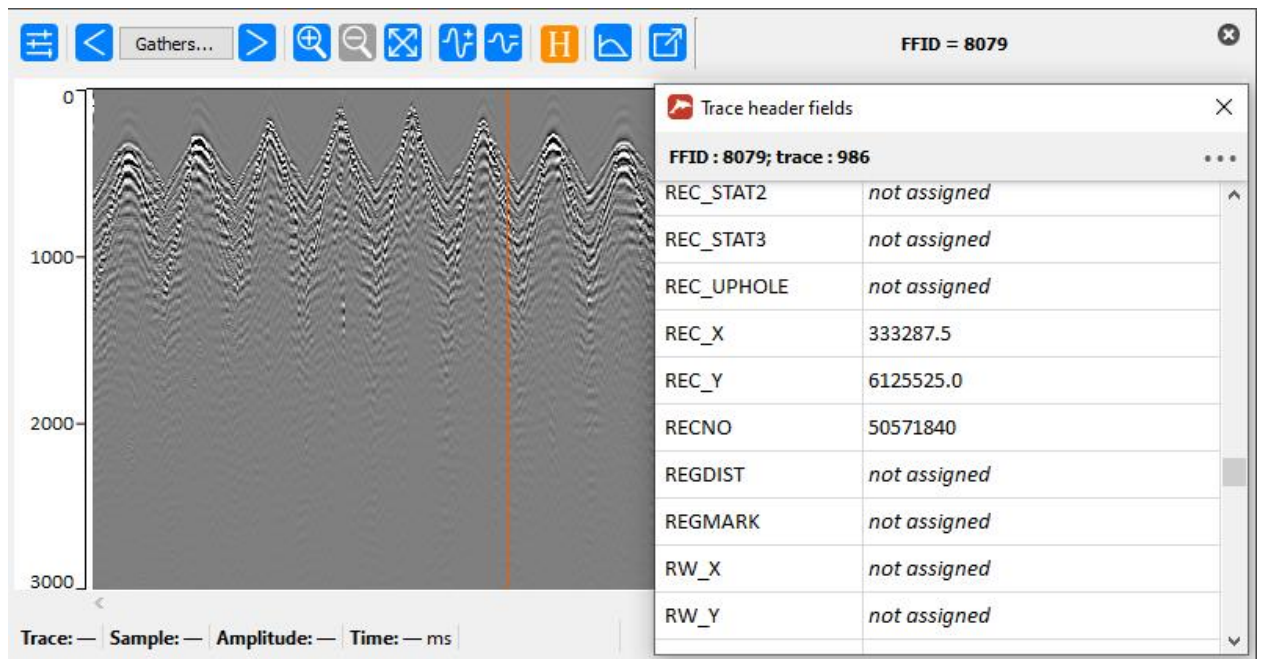 Gathers... H FFID = 8079
0
1000
2000
3000
Trace: — Sample: — Amplitude: — Time: — ms
Trace header fields
FFID : 8079; trace : 986
REC_STAT2 not assigned
REC_STAT3 not assigned
REC_UPHOLE not assigned
REC_X 333287.5
REC_Y 6125525.0
RECNO 50571840
REGDIST not assigned
REGMARK not assigned
RW_X not assigned
RW_Y not assigned